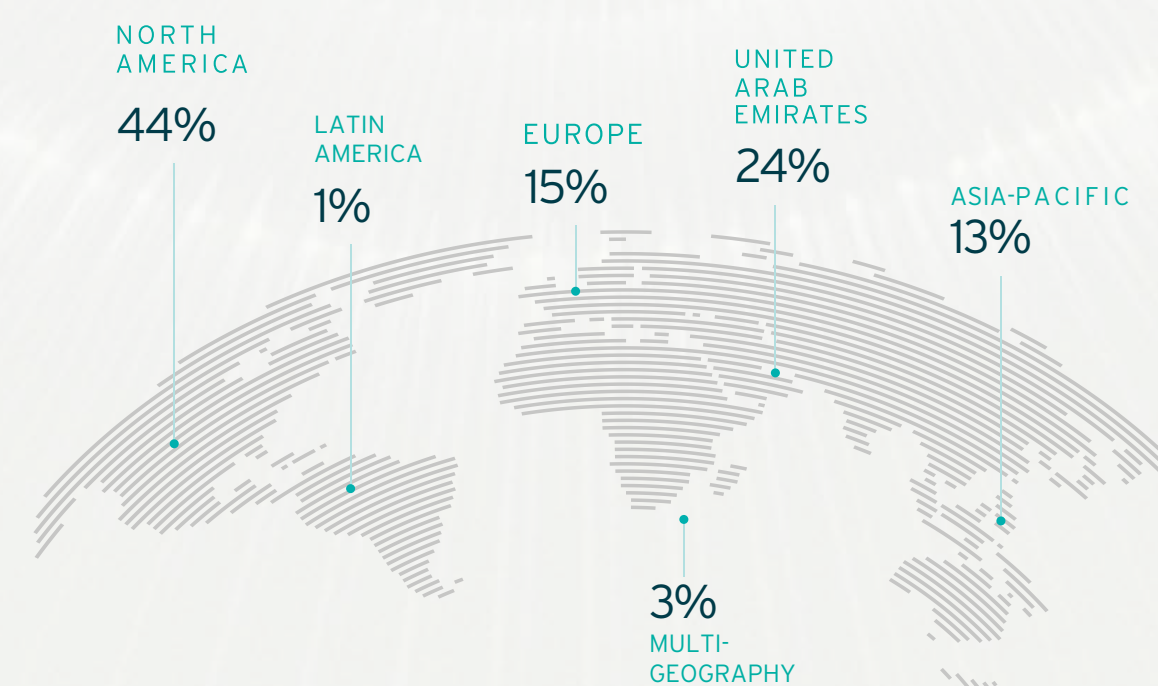 NORTH
AMERICA
44%
LATIN
AMERICA
1%
EUROPE
15%
UNITED
ARAB
EMIRATES
24%
ASIA-PACIFIC
13%
3%
MULTI-
GEOGRAPHY